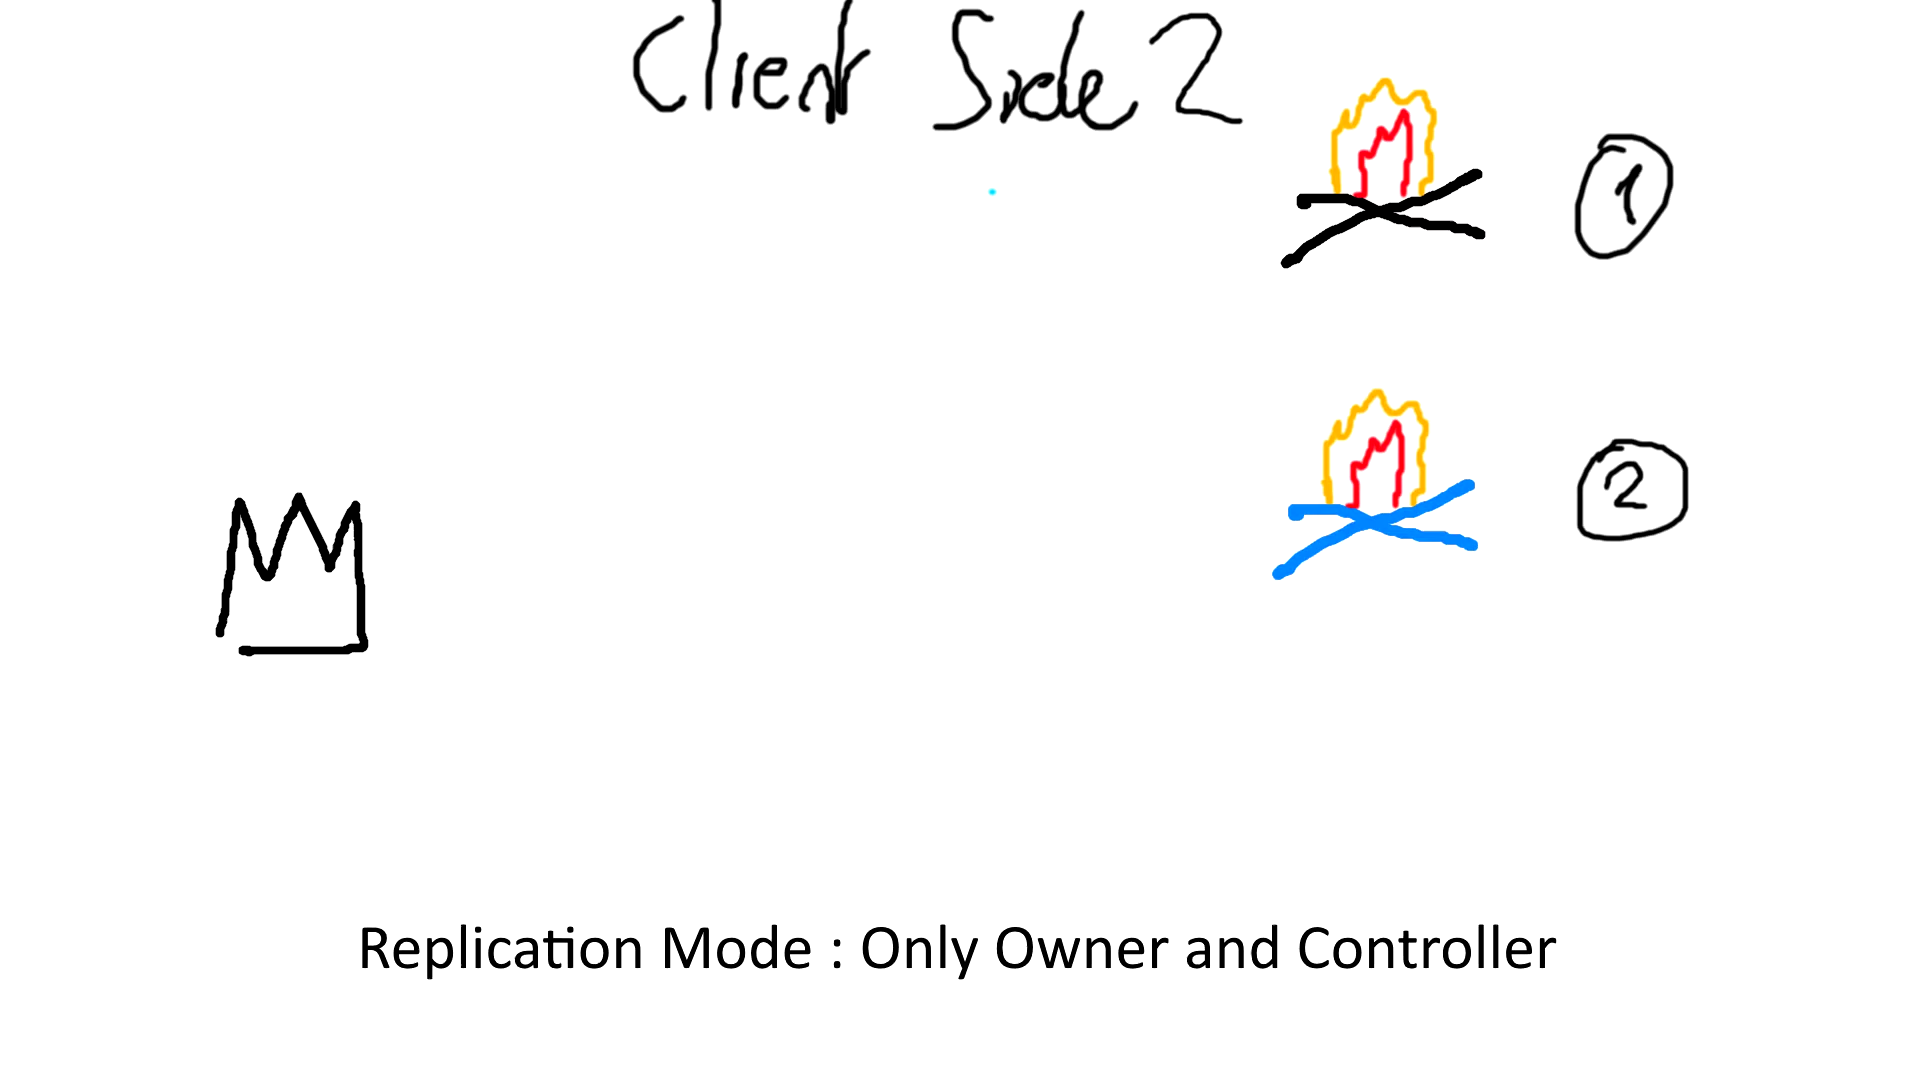 Client Side 2
1
2
Replication Mode : Only Owner and Controller